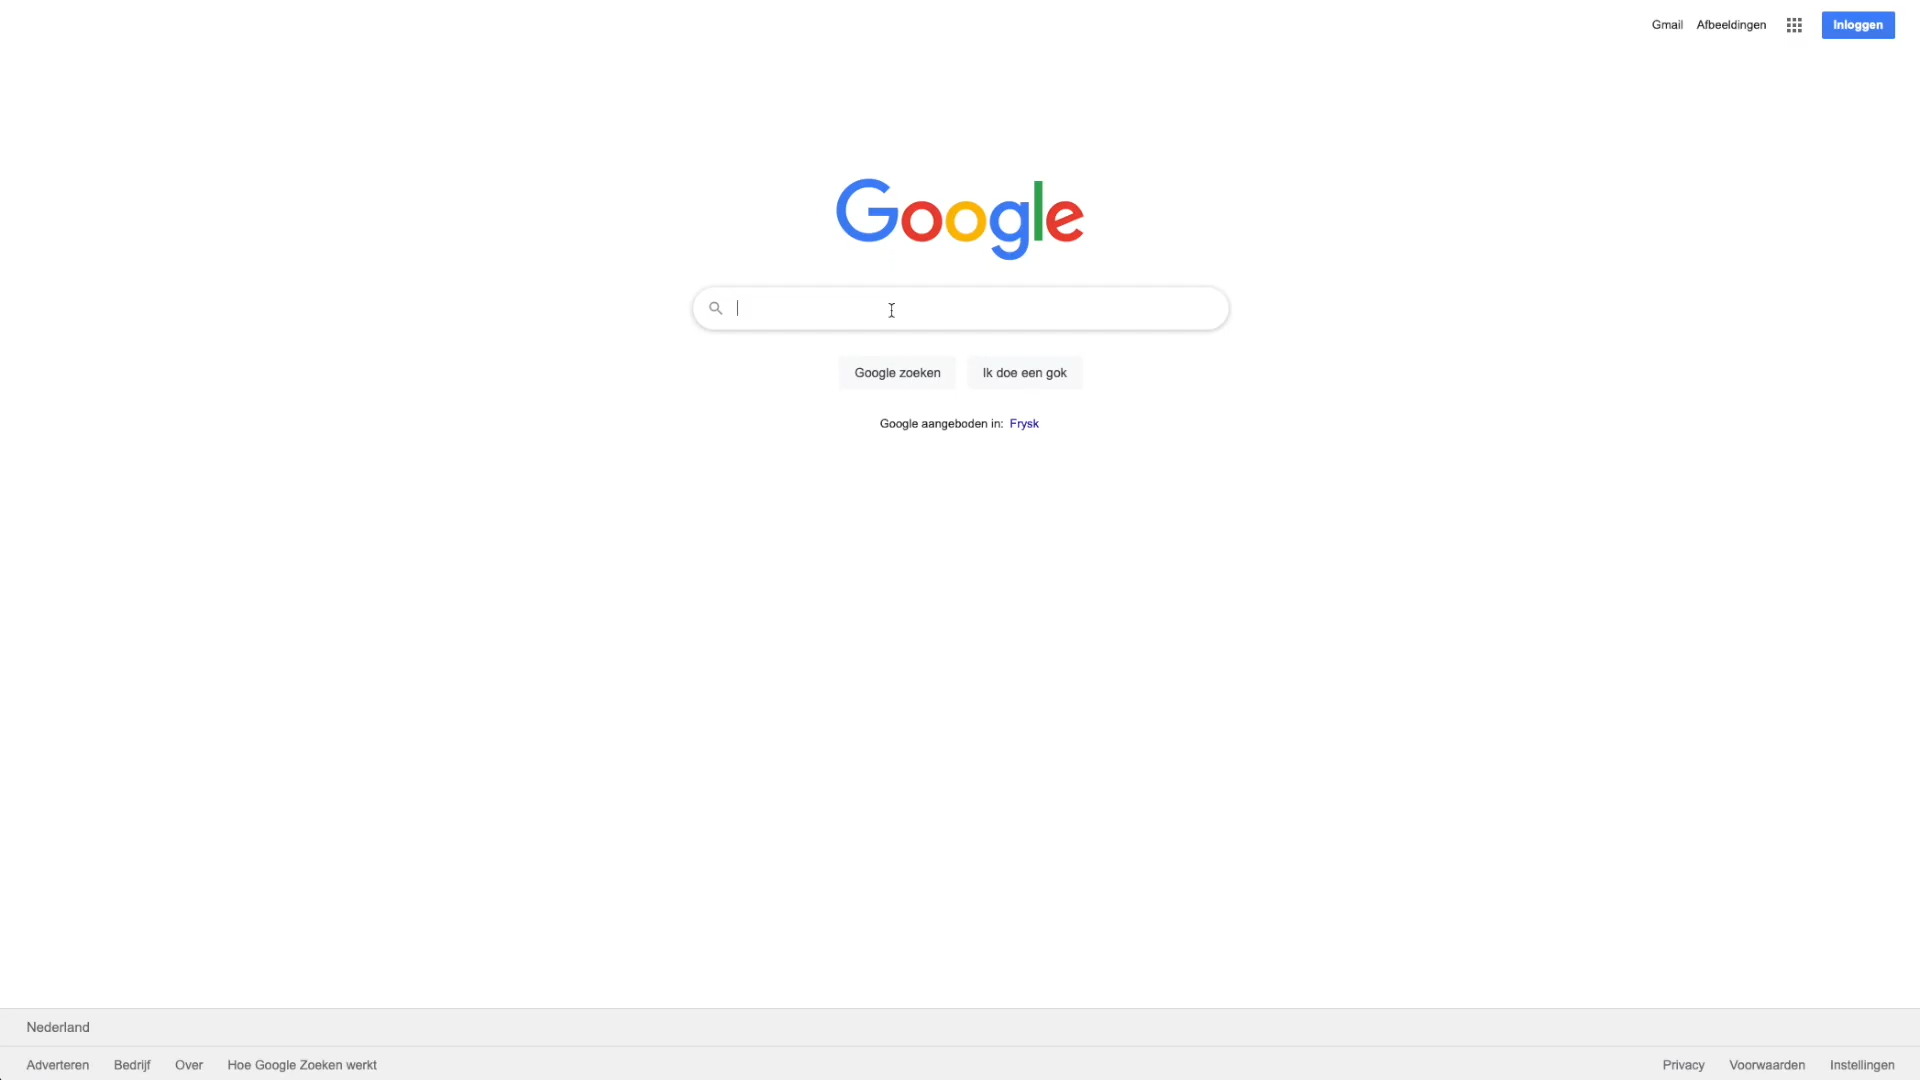 Gmail Afbeeldingen Inloggen
Google
Google zoeken Ik doe een gok
Google aangeboden in: Frysk
Nederland
Adverteren Bedrijf Over Hoe Google Zoeken werkt Privacy Voorwaarden Instellingen